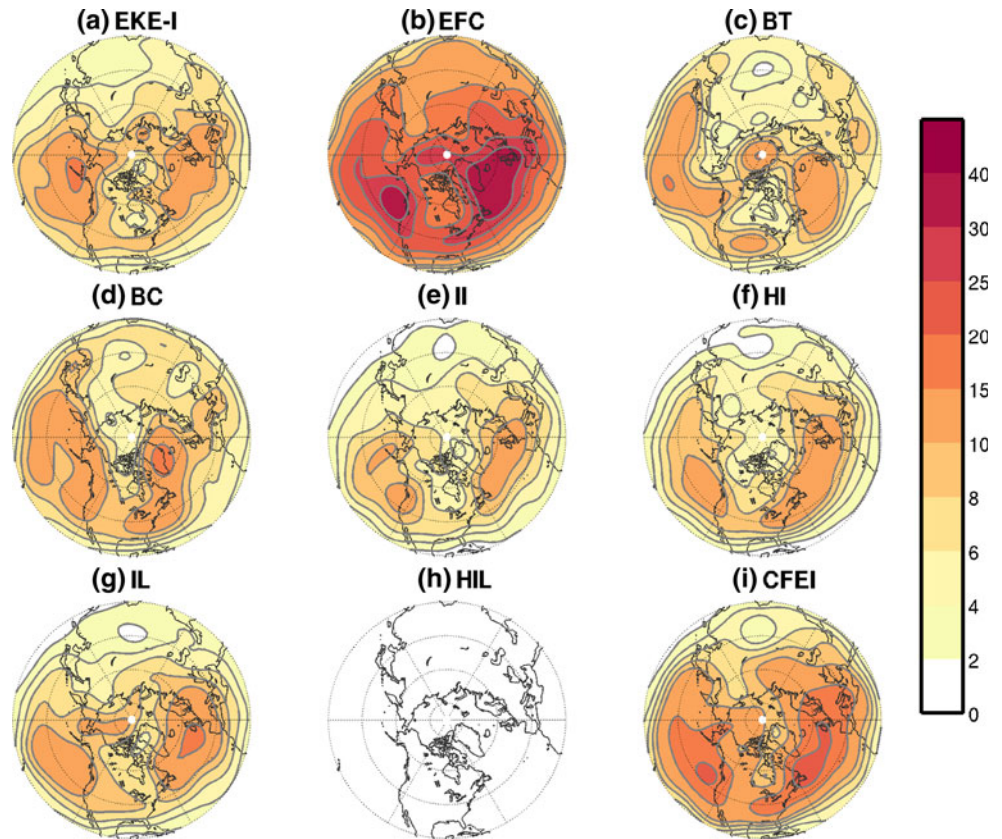 (a) EKE-I
(b) EFC
(c) BT
(d) BC
(e) II
(f) HI
(g) IL
(h) HIL
(i) CFEI
40
30
25
20
15
10
8
6
4
2
0